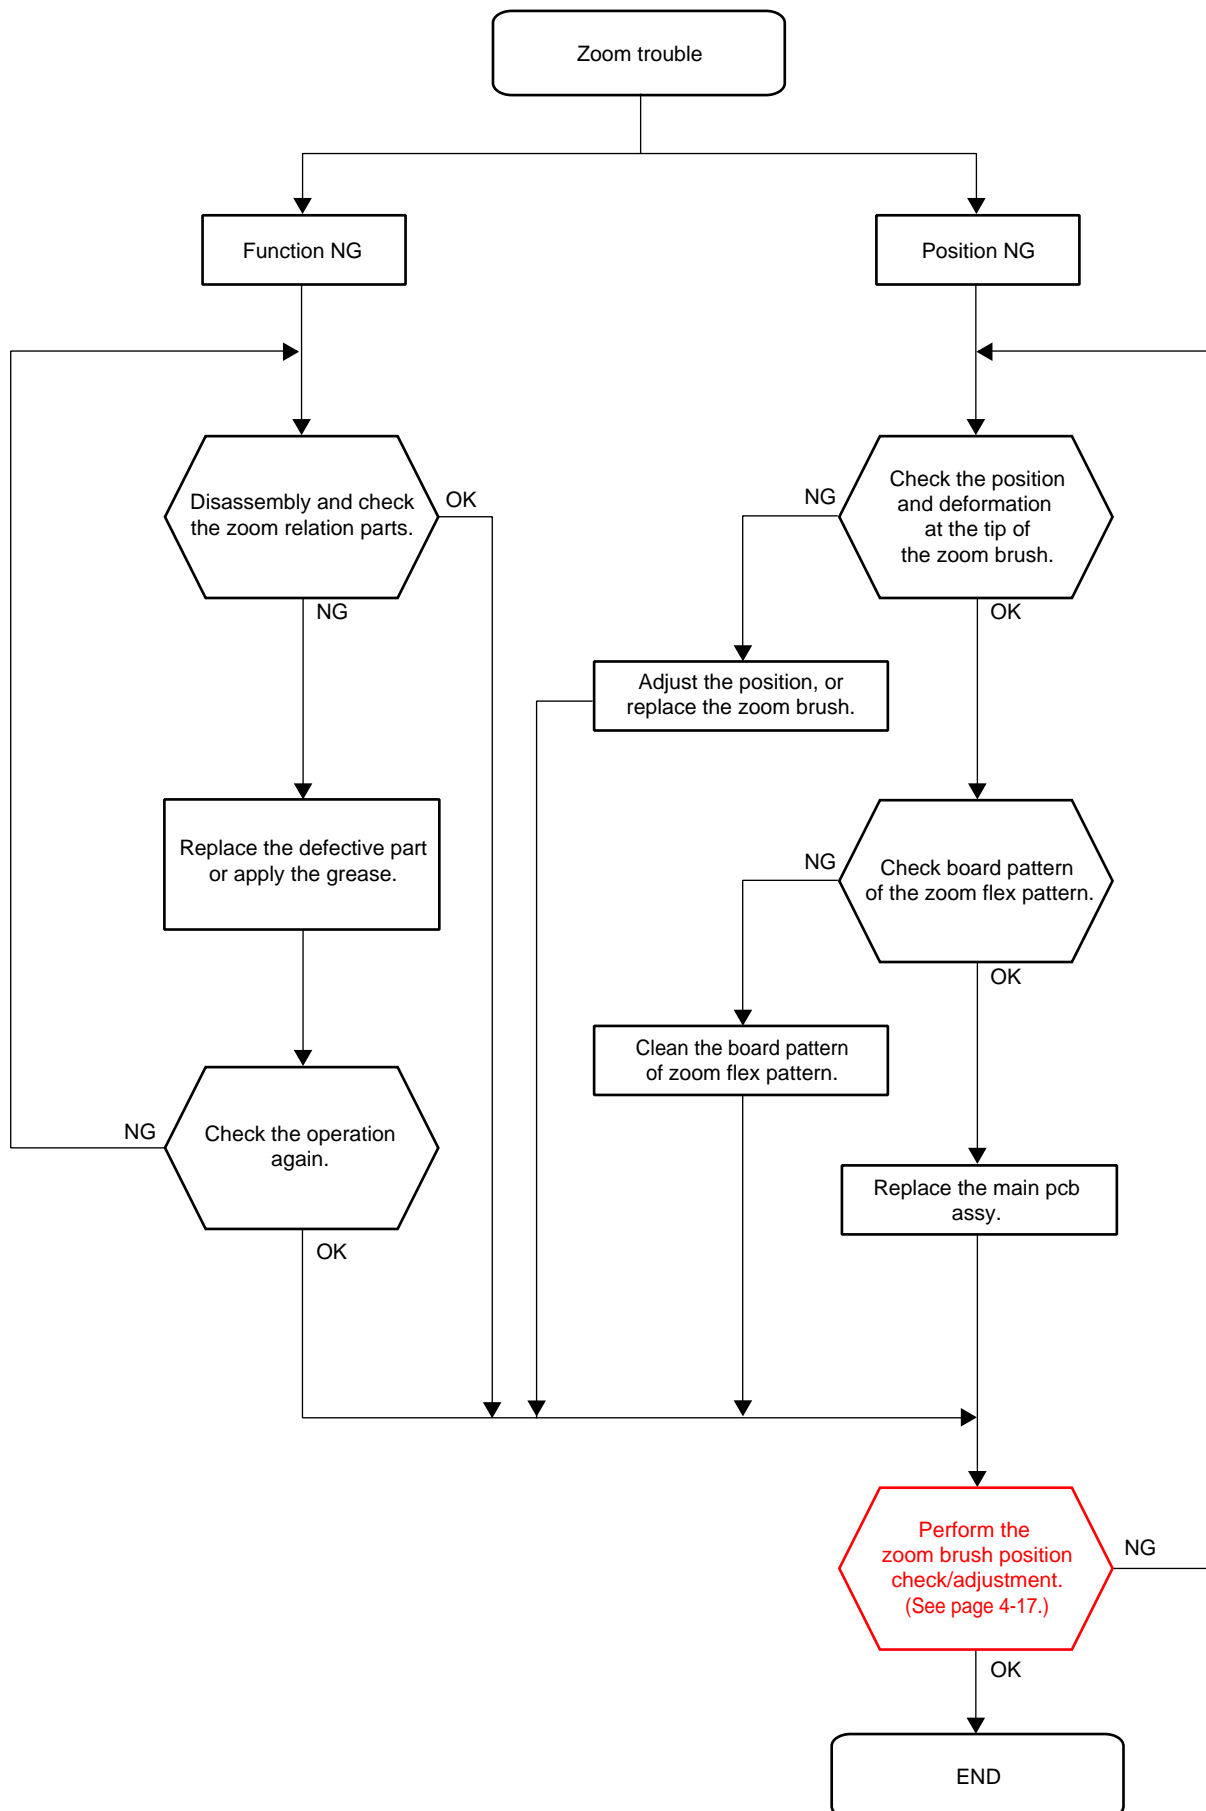 Zoom trouble
Function NG
Position NG
Disassembly and check
the zoom relation parts.
OK
NG
Check the position
and deformation
at the tip of
the zoom brush.
NG
OK
Adjust the position, or
replace the zoom brush.
Replace the defective part
or apply the grease.
NG
Check board pattern
of the zoom flex pattern.
OK
Clean the board pattern
of zoom flex pattern.
NG
Check the operation
again.
OK
Replace the main pcb
assy.
Perform the
zoom brush position
check/adjustment.
(See page 4-17.)
NG
OK
END